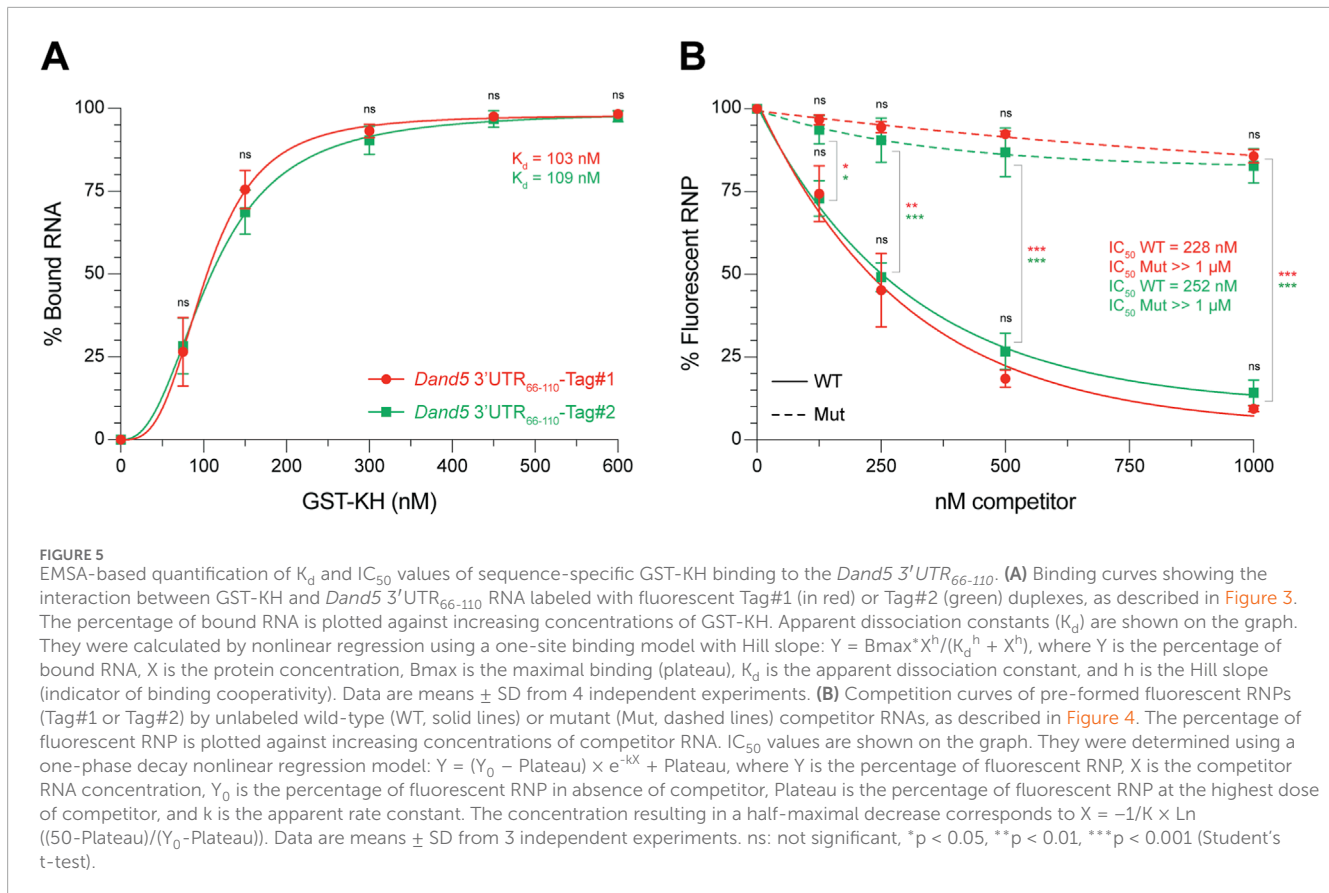 A
ns
ns
ns
ns
ns
100
75
50
25
0
% Bound RNA
K_d = 103 nM
K_d = 109 nM
Dand5 3'UTR_66-110-Tag#1
Dand5 3'UTR_66-110-Tag#2
0 100 200 300 400 500 600
GST-KH (nM)
B
ns
ns
ns
ns
100
75
50
25
0
% Fluorescent RNP
ns
*
*
ns
**
***
ns
***
***
ns
***
***
IC_50 WT = 228 nM
IC_50 Mut >> 1 µM
IC_50 WT = 252 nM
IC_50 Mut >> 1 µM
WT
Mut
0 250 500 750 1000
nM competitor
FIGURE 5
EMSA-based quantification of K_d and IC_50 values of sequence-specific GST-KH binding to the Dand5 3′UTR_66-110. (A) Binding curves showing the
interaction between GST-KH and Dand5 3′UTR_66-110 RNA labeled with fluorescent Tag#1 (in red) or Tag#2 (green) duplexes, as described in Figure 3.
The percentage of bound RNA is plotted against increasing concentrations of GST-KH. Apparent dissociation constants (K_d) are shown on the graph.
They were calculated by nonlinear regression using a one-site binding model with Hill slope: Y = Bmax*X^h/(K_d^h + X^h), where Y is the percentage of
bound RNA, X is the protein concentration, Bmax is the maximal binding (plateau), K_d is the apparent dissociation constant, and h is the Hill slope
(indicator of binding cooperativity). Data are means ± SD from 4 independent experiments. (B) Competition curves of pre-formed fluorescent RNPs
(Tag#1 or Tag#2) by unlabeled wild-type (WT, solid lines) or mutant (Mut, dashed lines) competitor RNAs, as described in Figure 4. The percentage of
fluorescent RNP is plotted against increasing concentrations of competitor RNA. IC_50 values are shown on the graph. They were determined using a
one-phase decay nonlinear regression model: Y = (Y_0 – Plateau) × e^-kX + Plateau, where Y is the percentage of fluorescent RNP, X is the competitor
RNA concentration, Y_0 is the percentage of fluorescent RNP in absence of competitor, Plateau is the percentage of fluorescent RNP at the highest dose
of competitor, and k is the apparent rate constant. The concentration resulting in a half-maximal decrease corresponds to X = –1/K × Ln
((50-Plateau)/(Y_0-Plateau)). Data are means ± SD from 3 independent experiments. ns: not significant, *p < 0.05, **p < 0.01, ***p < 0.001 (Student's
t-test).